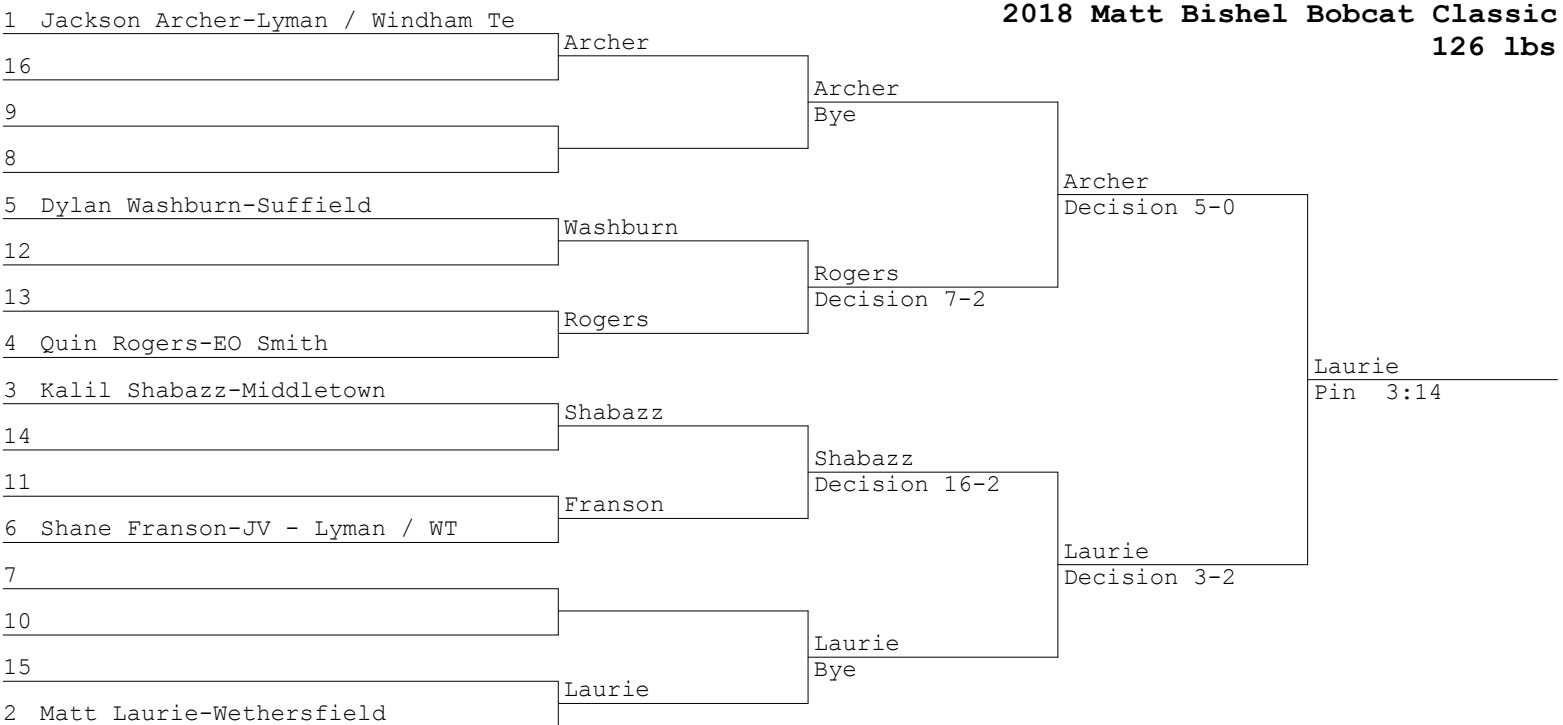 2018 Matt Bishel Bobcat Classic
126 lbs
1 Jackson Archer-Lyman / Windham Te
Archer
16
Archer
Bye
9
8
Archer
Decision 5-0
5 Dylan Washburn-Suffield
Washburn
12
Rogers
Decision 7-2
13
Rogers
4 Quin Rogers-EO Smith
Laurie
Pin 3:14
3 Kalil Shabazz-Middletown
Shabazz
14
Shabazz
Decision 16-2
11
Franson
6 Shane Franson-JV - Lyman / WT
Laurie
Decision 3-2
7
10
Laurie
Bye
15
Laurie
2 Matt Laurie-Wethersfield